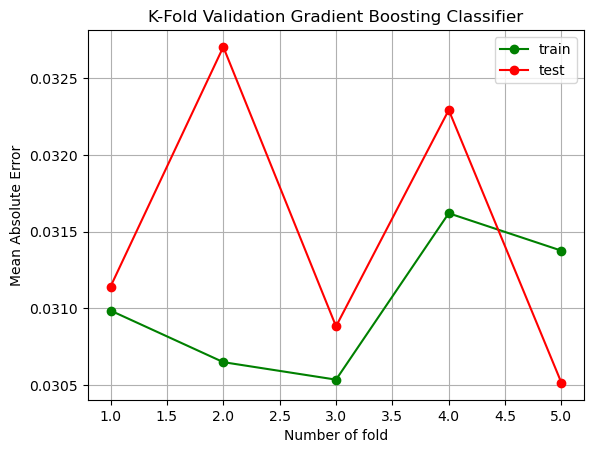 K-Fold Validation Gradient Boosting Classifier
train
test
Mean Absolute Error
0.0325
0.0320
0.0315
0.0310
0.0305
1.0 1.5 2.0 2.5 3.0 3.5 4.0 4.5 5.0
Number of fold